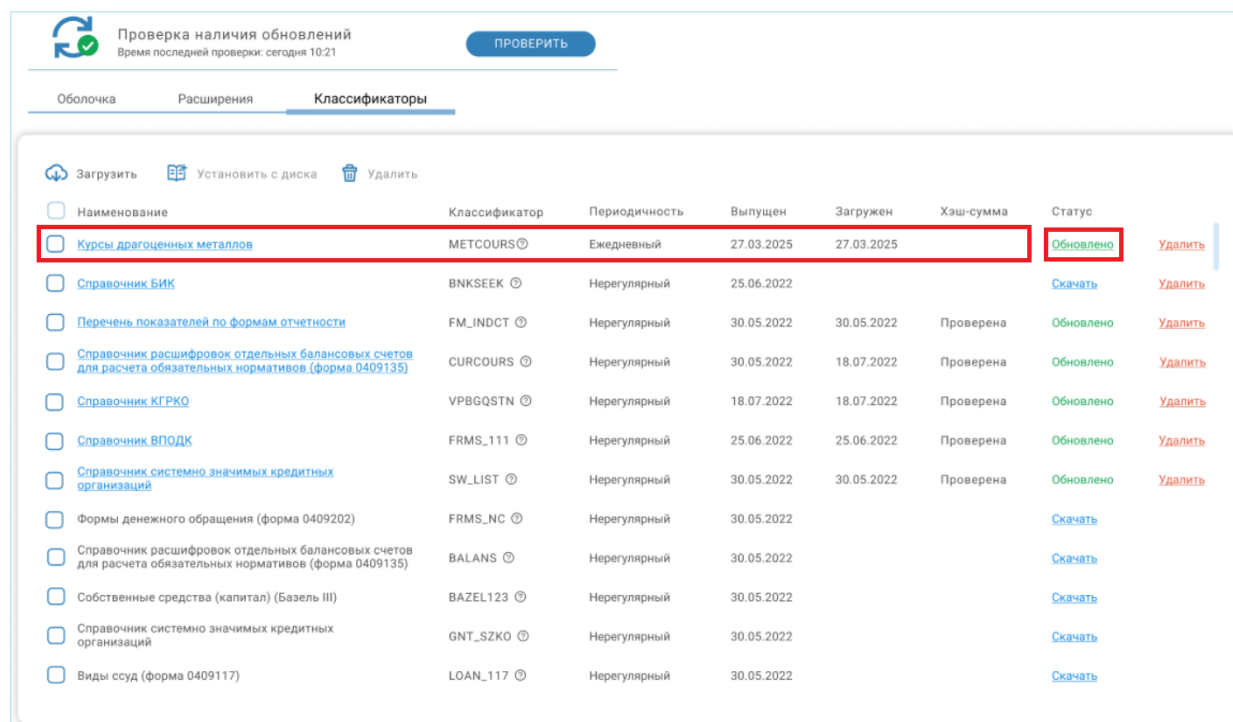 Проверка наличия обновлений
Время последней проверки: сегодня 10:21
ПРОВЕРИТЬ
Оболочка Расширения Классификаторы
Загрузить Установить с диска Удалить
Наименование Классификатор Периодичность Выпущен Загружен Хэш-сумма Статус
Курсы драгоценных металлов METCOURS Ежедневный 27.03.2025 27.03.2025 Обновлено Удалить
Справочник БИК BNKSEEK Нерегулярный 25.06.2022 Скачать Удалить
Перечень показателей по формам отчетности FM_INDCT Нерегулярный 30.05.2022 30.05.2022 Проверена Обновлено Удалить
Справочник расшифровок отдельных балансовых счетов
для расчета обязательных нормативов (форма 0409135) CURCOURS Нерегулярный 30.05.2022 18.07.2022 Проверена Обновлено Удалить
Справочник КГРКО VPBGQSTN Нерегулярный 18.07.2022 18.07.2022 Проверена Обновлено Удалить
Справочник ВПОДК FRMS_111 Нерегулярный 25.06.2022 25.06.2022 Проверена Обновлено Удалить
Справочник системно значимых кредитных
организаций SW_LIST Нерегулярный 30.05.2022 30.05.2022 Проверена Обновлено Удалить
Формы денежного обращения (форма 0409202) FRMS_NC Нерегулярный 30.05.2022 Скачать
Справочник расшифровок отдельных балансовых счетов
для расчета обязательных нормативов (форма 0409135) BALANS Нерегулярный 30.05.2022 Скачать
Собственные средства (капитал) (Базель III) BAZEL123 Нерегулярный 30.05.2022 Скачать
Справочник системно значимых кредитных
организаций GNT_SZKO Нерегулярный 30.05.2022 Скачать
Виды ссуд (форма 0409117) LOAN_117 Нерегулярный 30.05.2022 Скачать